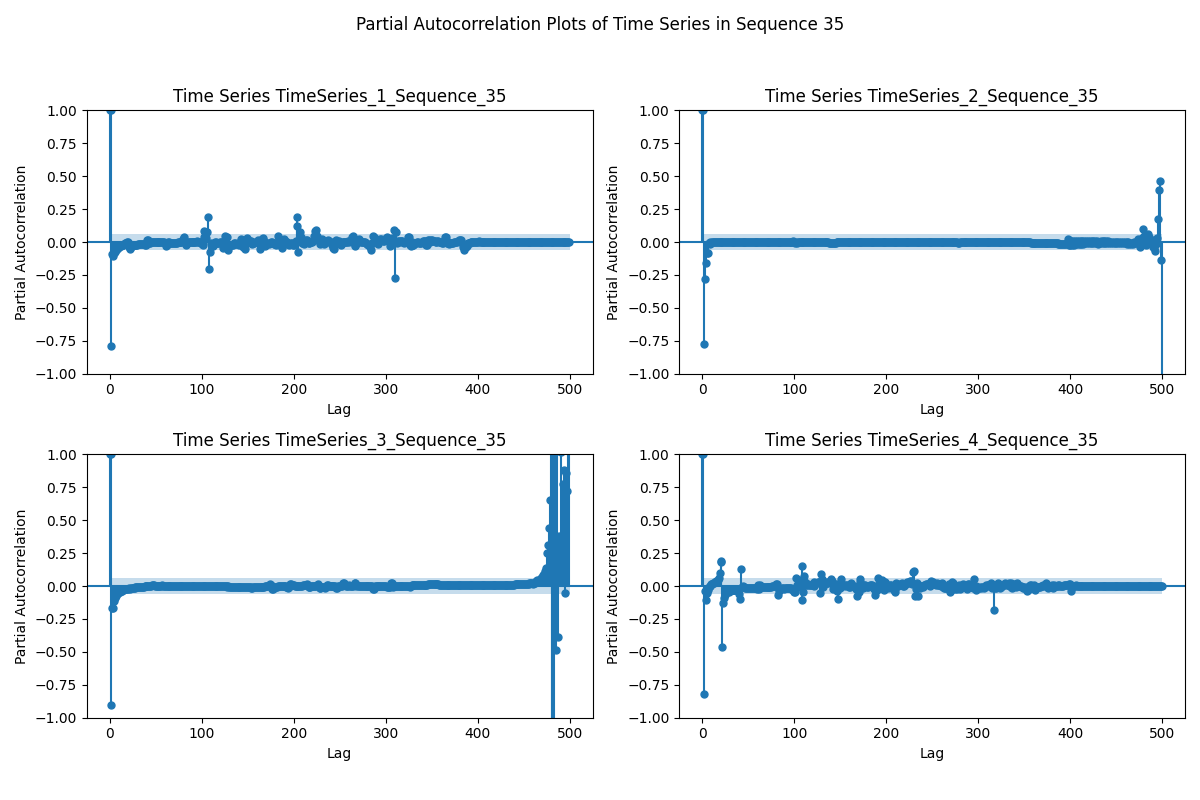 Partial Autocorrelation Plots of Time Series in Sequence 35
Time Series TimeSeries_1_Sequence_35
Partial Autocorrelation
1.00
0.75
0.50
0.25
0.00
−0.25
−0.50
−0.75
−1.00
0 100 200 300 400 500
Lag
Time Series TimeSeries_2_Sequence_35
Partial Autocorrelation
1.00
0.75
0.50
0.25
0.00
−0.25
−0.50
−0.75
−1.00
0 100 200 300 400 500
Lag
Time Series TimeSeries_3_Sequence_35
Partial Autocorrelation
1.00
0.75
0.50
0.25
0.00
−0.25
−0.50
−0.75
−1.00
0 100 200 300 400 500
Lag
Time Series TimeSeries_4_Sequence_35
Partial Autocorrelation
1.00
0.75
0.50
0.25
0.00
−0.25
−0.50
−0.75
−1.00
0 100 200 300 400 500
Lag